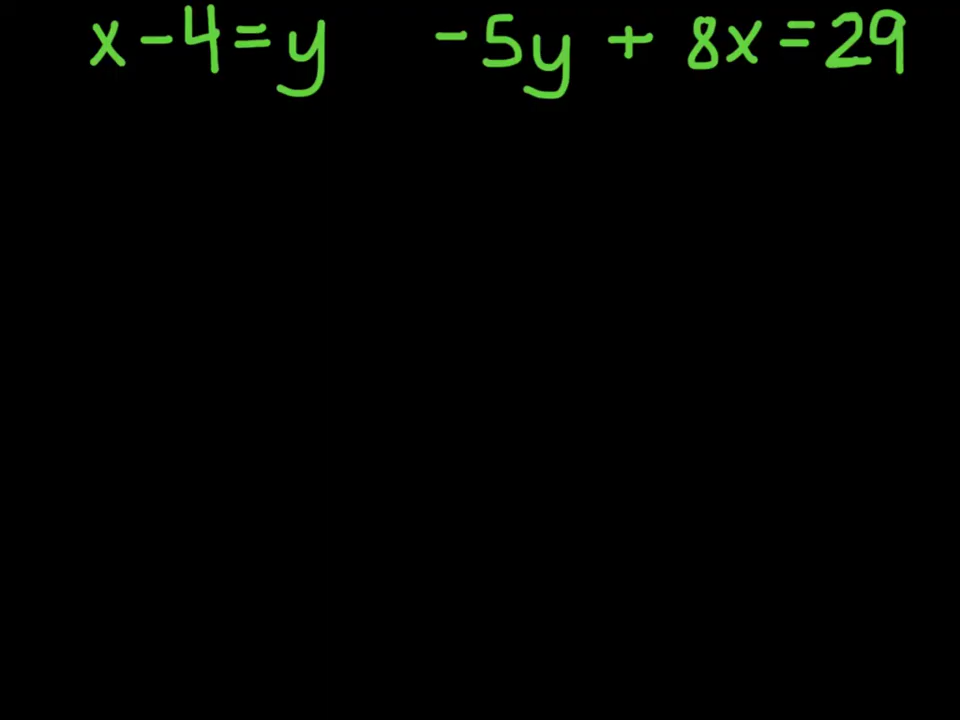 x - 4 = y -5y + 8x = 29